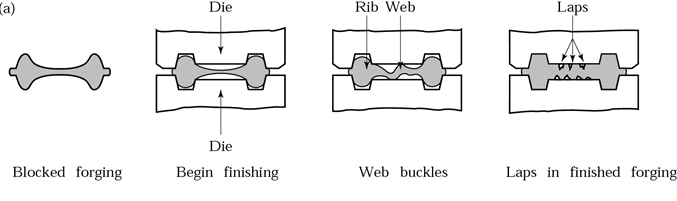 (a)
Die
Rib Web
Laps
Die
Blocked forging
Begin finishing
Web buckles
Laps in finished forging